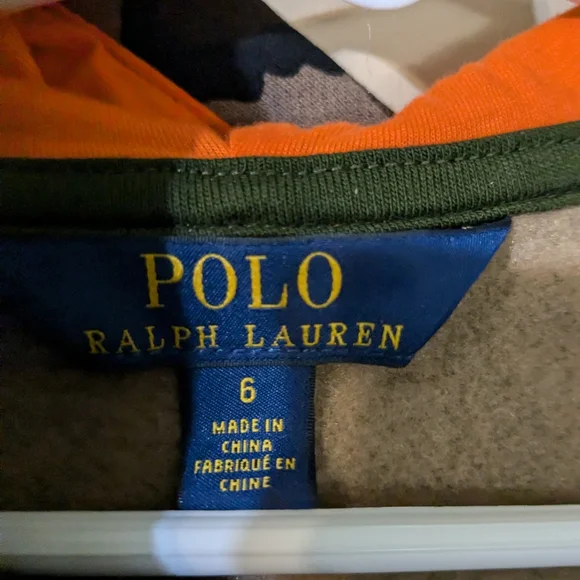 POLO
RALPH LAUREN
6
MADE IN
CHINA
FABRIQUÉ EN
CHINE